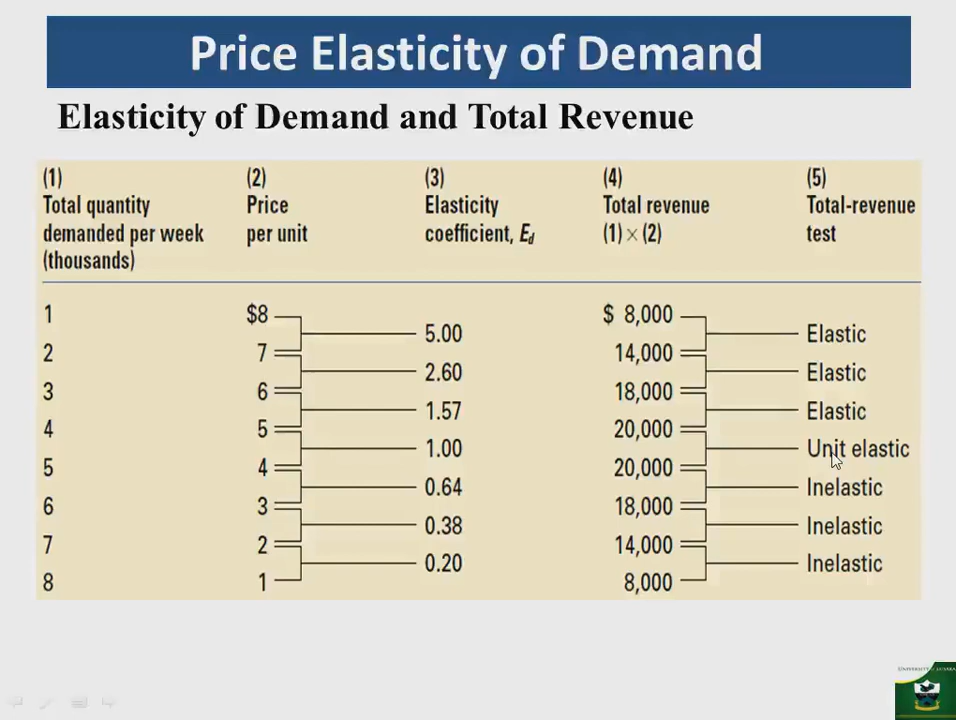 Price Elasticity of Demand
Elasticity of Demand and Total Revenue
(1) (2) (3) (4) (5)
Total quantity Price Elasticity Total revenue Total-revenue
demanded per week per unit coefficient, Ed (1) × (2) test
(thousands)
1 $8 $ 8,000
5.00 Elastic
2 7 14,000
2.60 Elastic
3 6 18,000
1.57 Elastic
4 5 20,000
1.00 Unit elastic
5 4 20,000
0.64 Inelastic
6 3 18,000
0.38 Inelastic
7 2 14,000
0.20 Inelastic
8 1 8,000